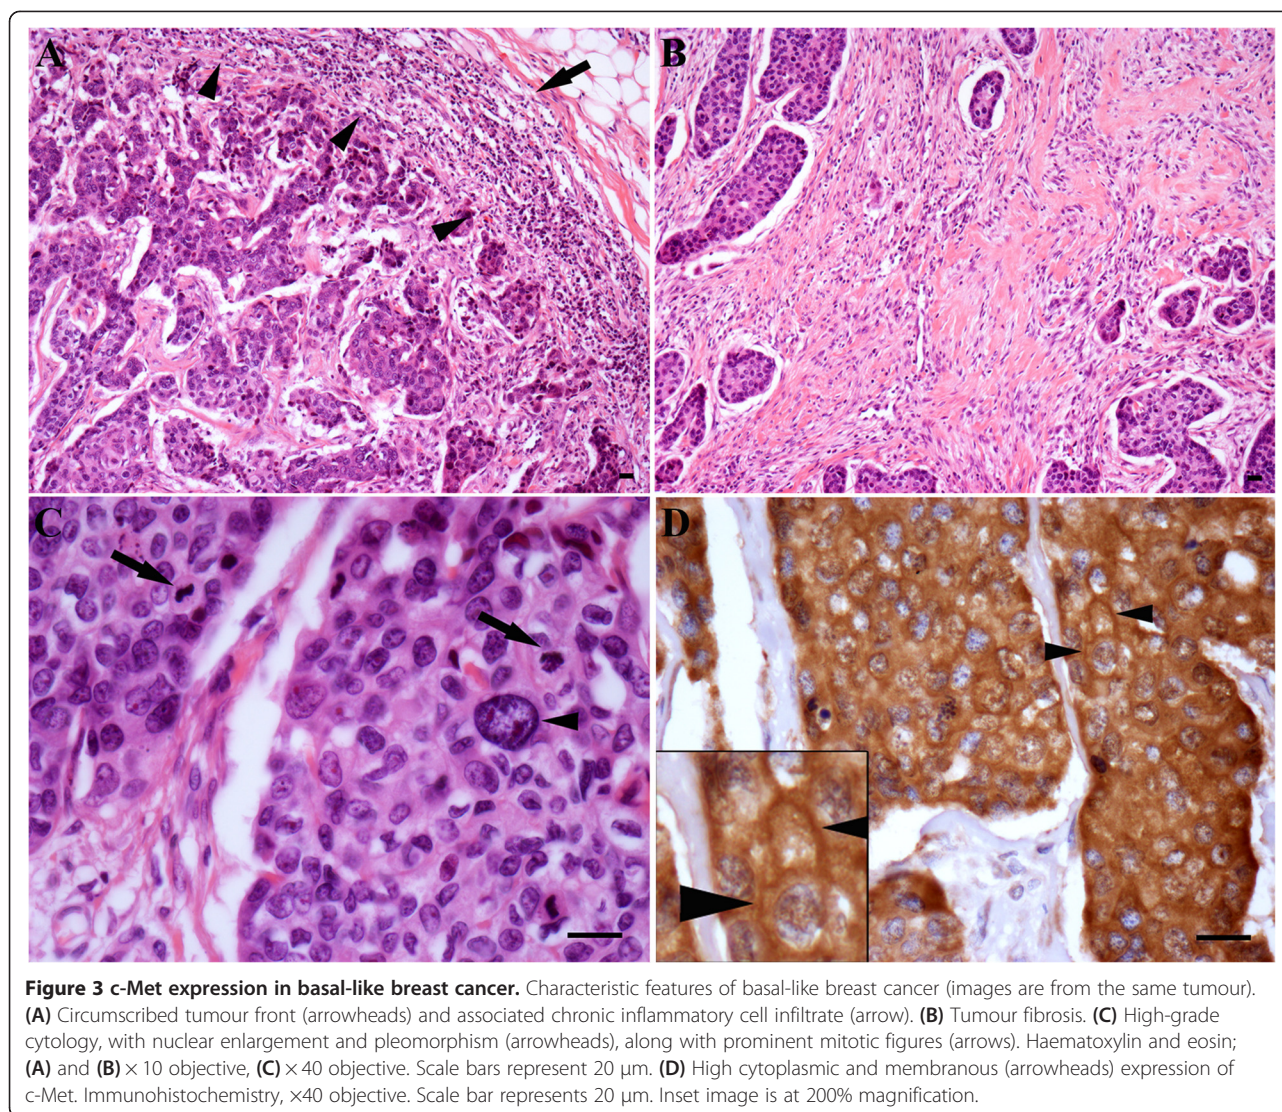 A
B
C
D
Figure 3 c-Met expression in basal-like breast cancer. Characteristic features of basal-like breast cancer (images are from the same tumour).
(A) Circumscribed tumour front (arrowheads) and associated chronic inflammatory cell infiltrate (arrow). (B) Tumour fibrosis. (C) High-grade
cytology, with nuclear enlargement and pleomorphism (arrowheads), along with prominent mitotic figures (arrows). Haematoxylin and eosin;
(A) and (B) × 10 objective, (C) × 40 objective. Scale bars represent 20 μm. (D) High cytoplasmic and membranous (arrowheads) expression of
c-Met. Immunohistochemistry, ×40 objective. Scale bar represents 20 μm. Inset image is at 200% magnification.